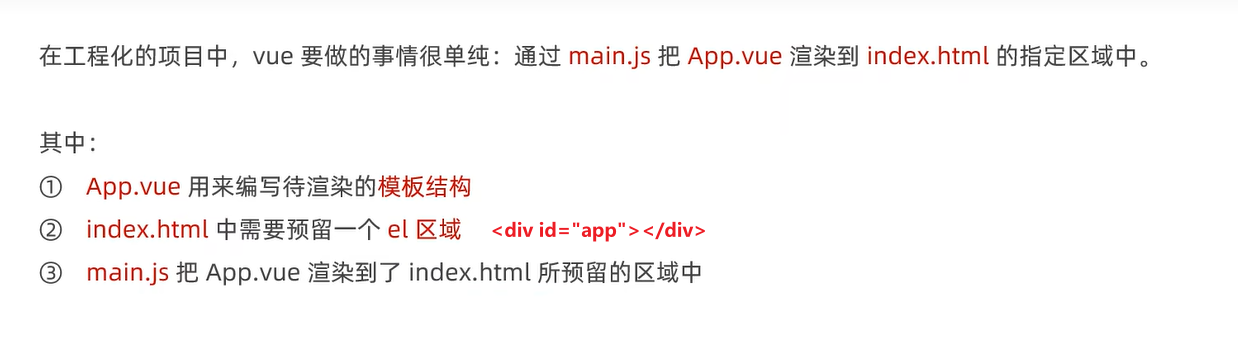 在工程化的项目中，vue 要做的事情很单纯：通过 main.js 把 App.vue 渲染到 index.html 的指定区域中。
其中：
① App.vue 用来编写待渲染的模板结构
② index.html 中需要预留一个 el 区域 <div id="app"></div>
③ main.js 把 App.vue 渲染到了 index.html 所预留的区域中